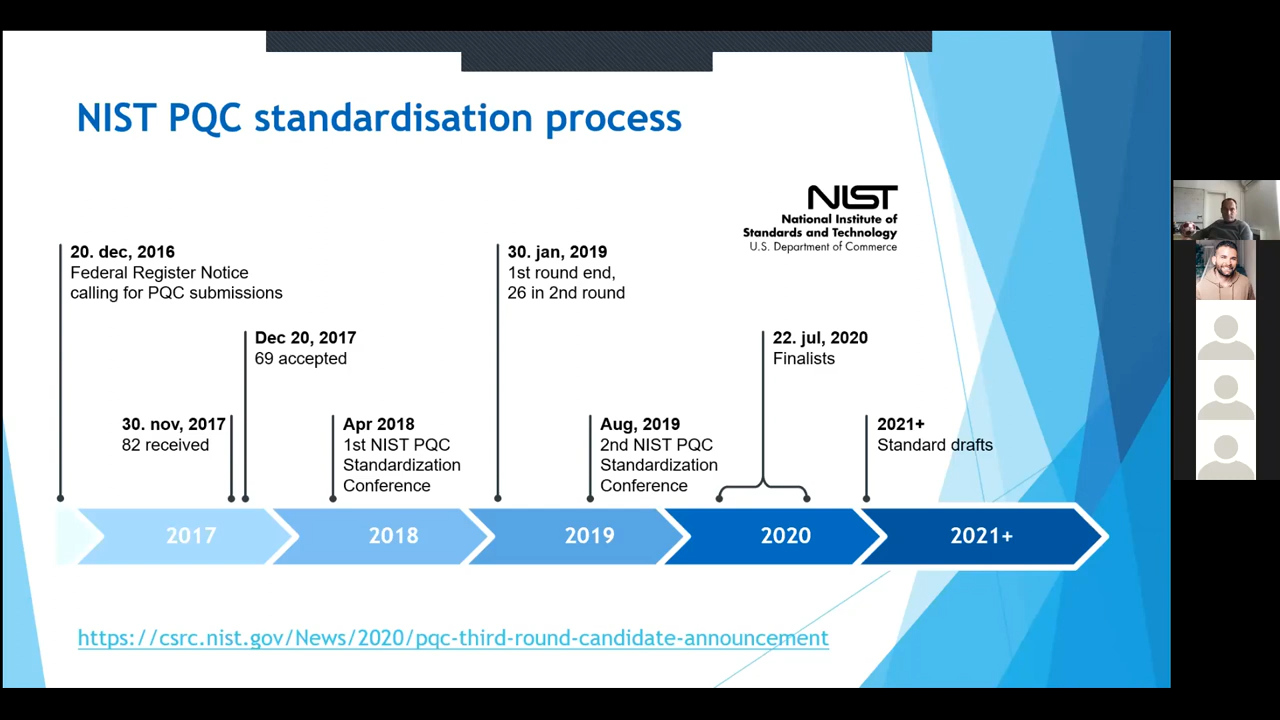 NIST PQC standardisation process
NIST
National Institute of
Standards and Technology
U.S. Department of Commerce
20. dec, 2016
Federal Register Notice
calling for PQC submissions
30. jan, 2019
1st round end,
26 in 2nd round
Dec 20, 2017
69 accepted
22. jul, 2020
Finalists
30. nov, 2017
82 received
Apr 2018
1st NIST PQC
Standardization
Conference
Aug, 2019
2nd NIST PQC
Standardization
Conference
2021+
Standard drafts
2017
2018
2019
2020
2021+
https://csrc.nist.gov/News/2020/pqc-third-round-candidate-announcement